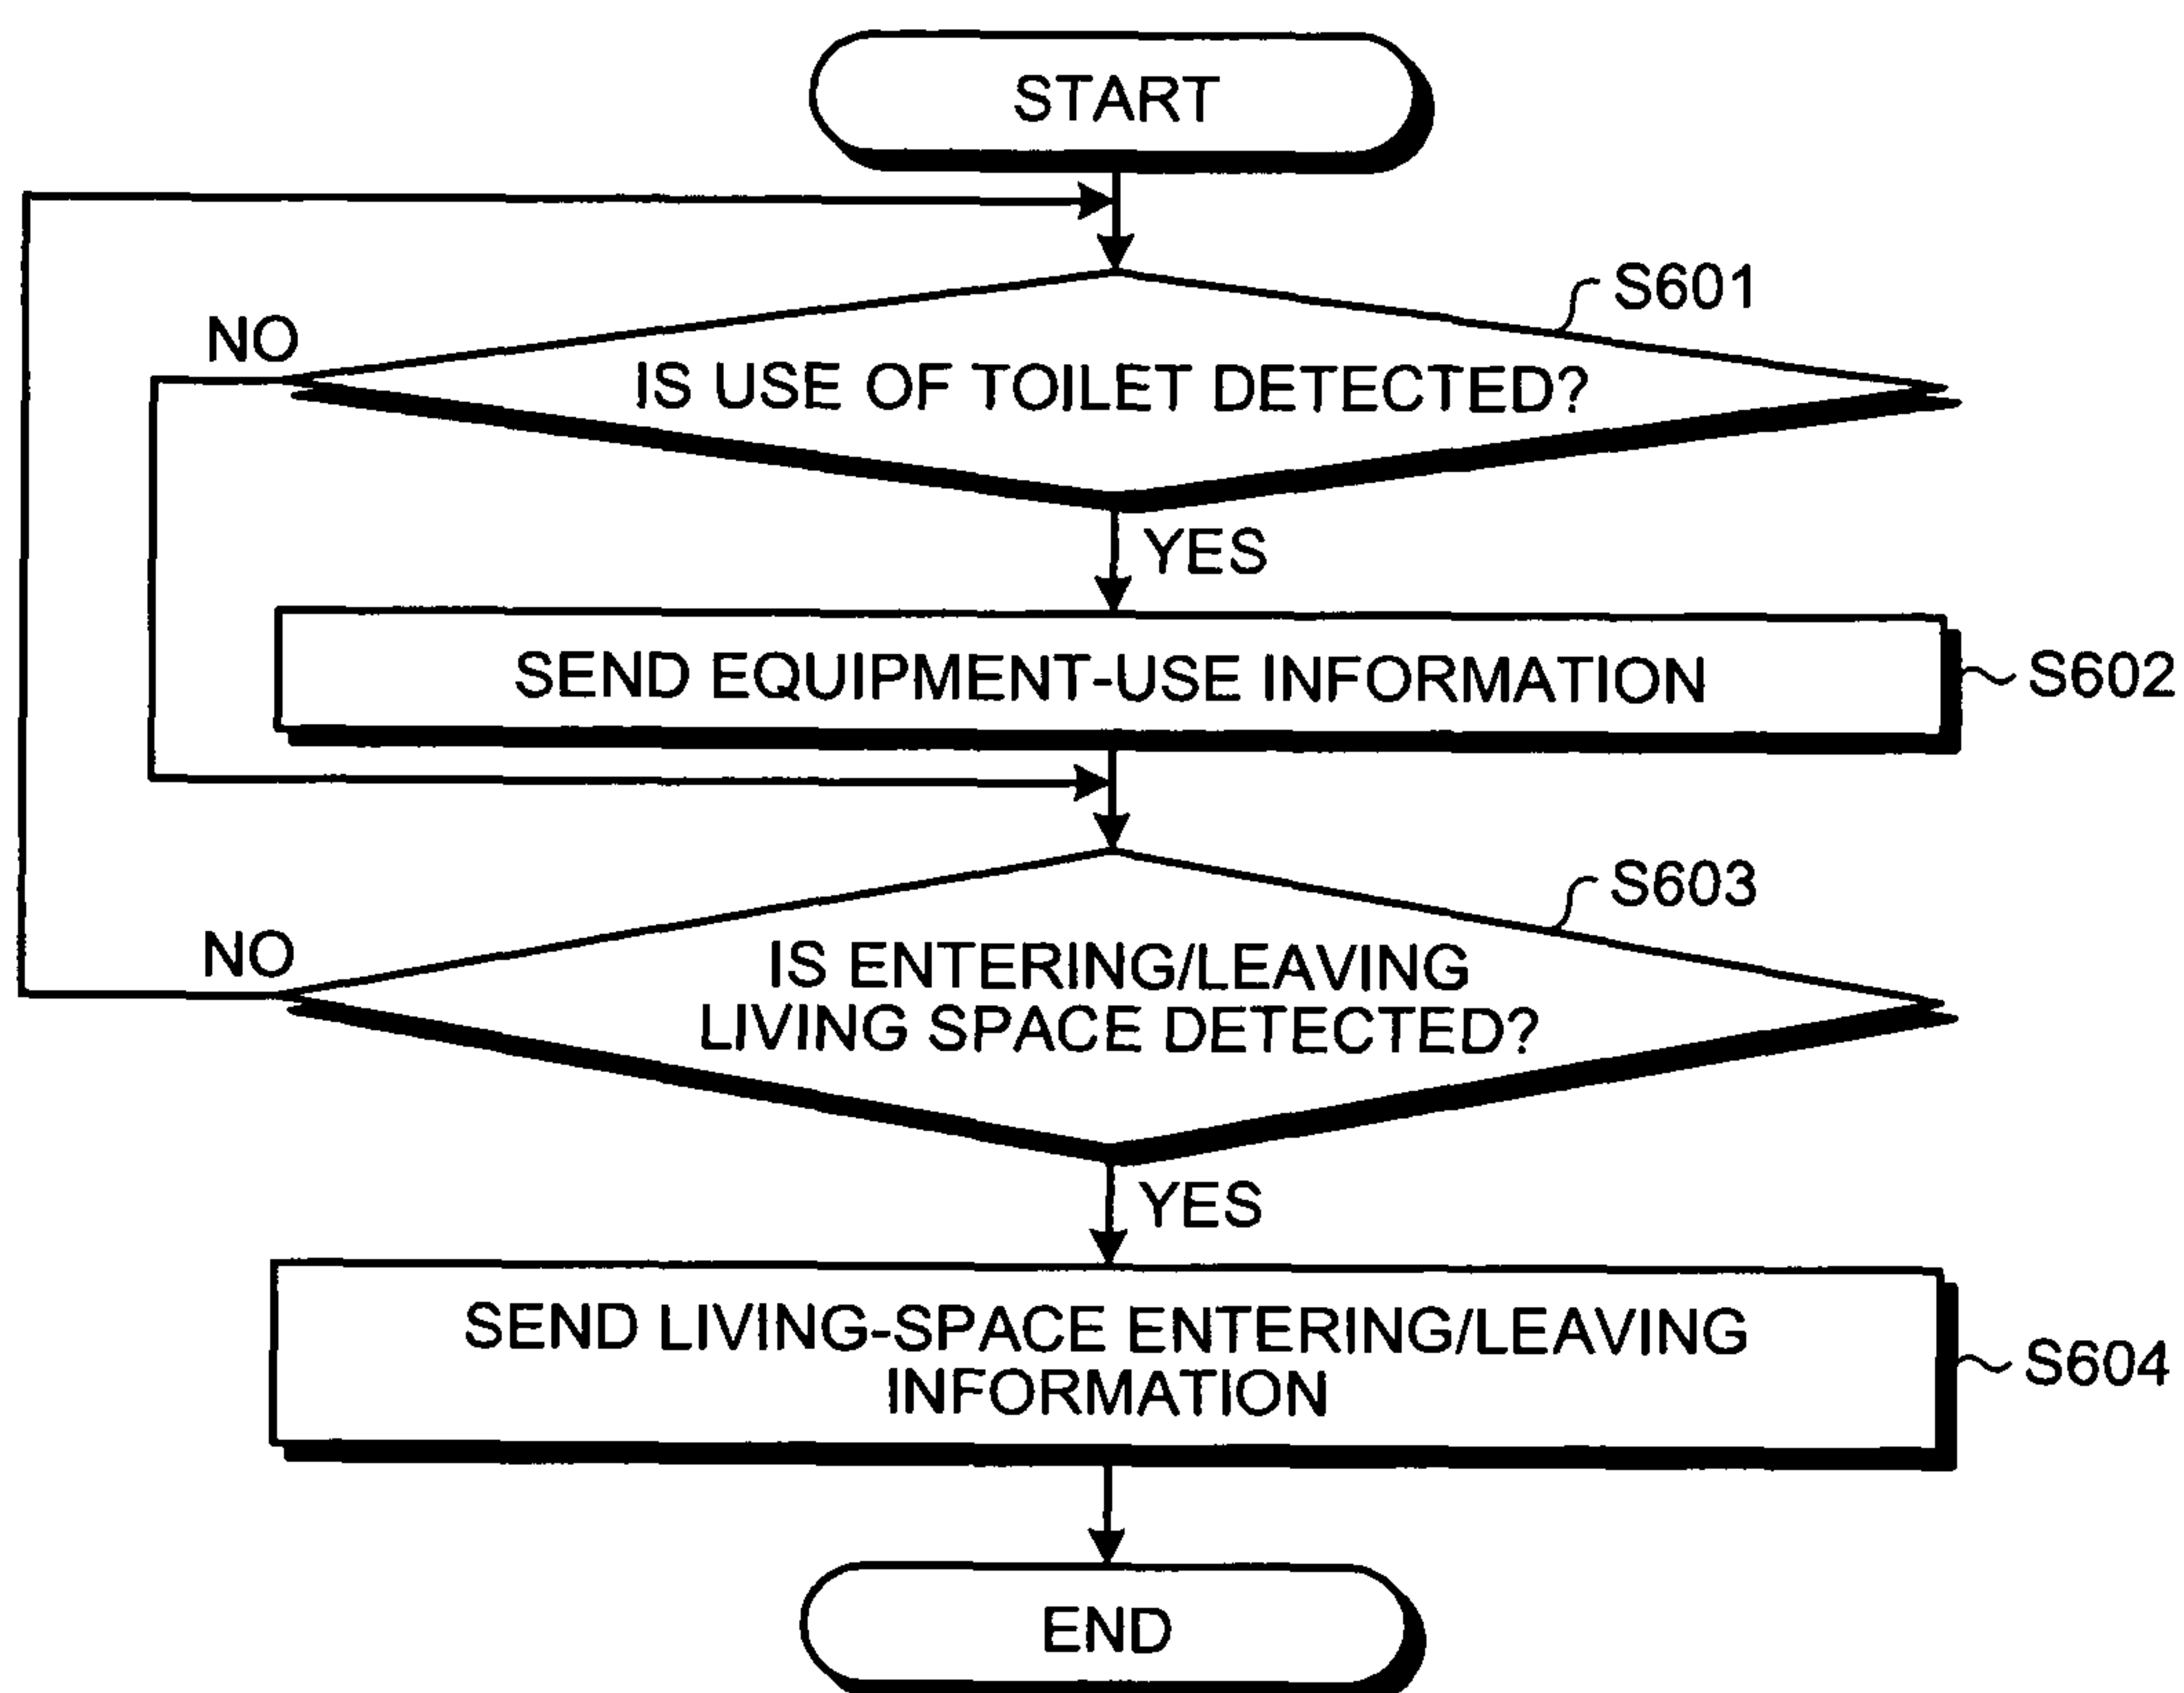 START
S601
NO
IS USE OF TOILET DETECTED?
YES
SEND EQUIPMENT-USE INFORMATION
S602
S603
NO
IS ENTERING/LEAVING
LIVING SPACE DETECTED?
YES
SEND LIVING-SPACE ENTERING/LEAVING
INFORMATION
S604
END